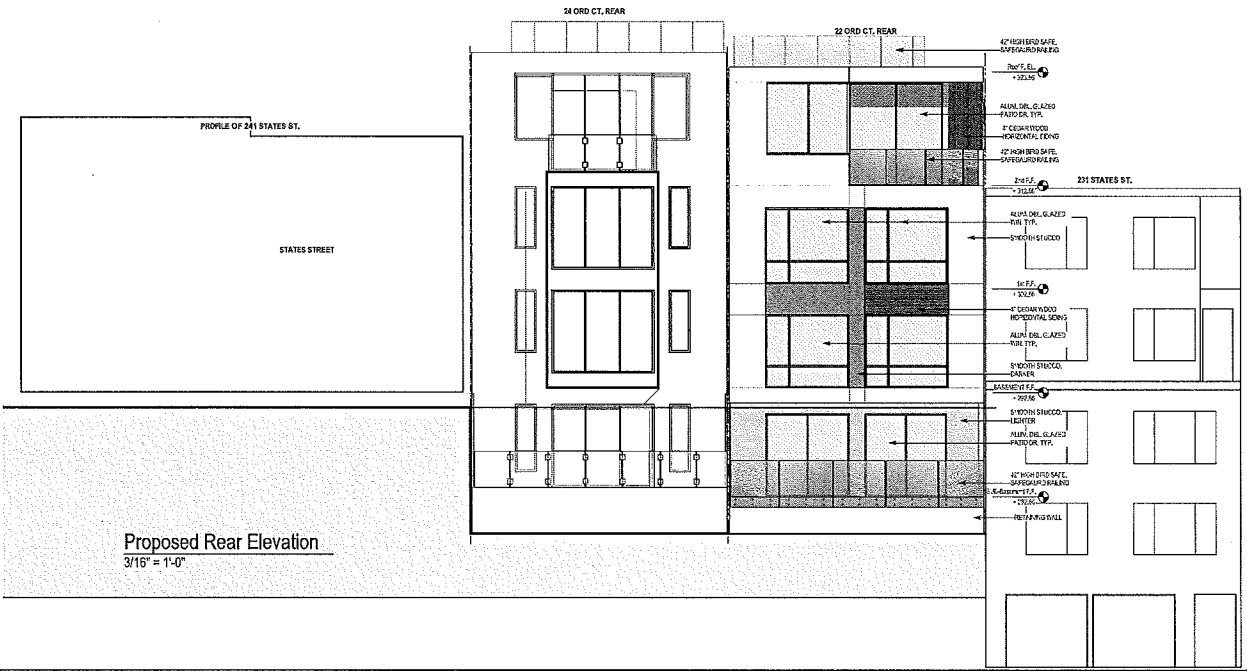 24 ORD CT. REAR
22 ORD CT. REAR
42" HIGH BIRD SAFE,
SAFEGAURD RAILING
Roof F. EL.
PROFILE OF 241 STATES ST.
ALUM. DBL. GLAZED
PATIO DR. TYP.
4" CEDAR WOOD
HORIZONTAL SIDING
42" HIGH BIRD SAFE,
SAFEGAURD RAILING
2nd F.F.
231 STATES ST.
ALUM. DBL. GLAZED
WIN. TYP.
SMOOTH STUCCO
STATES STREET
1st F.F.
4" CEDAR WOOD
HORIZONTAL SIDING
ALUM. DBL. GLAZED
WIN. TYP.
SMOOTH STUCCO,
DARKER
BASEMENT F.F.
SMOOTH STUCCO,
LIGHTER
ALUM. DBL. GLAZED
PATIO DR. TYP.
42" HIGH BIRD SAFE,
SAFEGAURD RAILING
SUB-Basement F.F.
RETAINING WALL
Proposed Rear Elevation
3/16" = 1'-0"